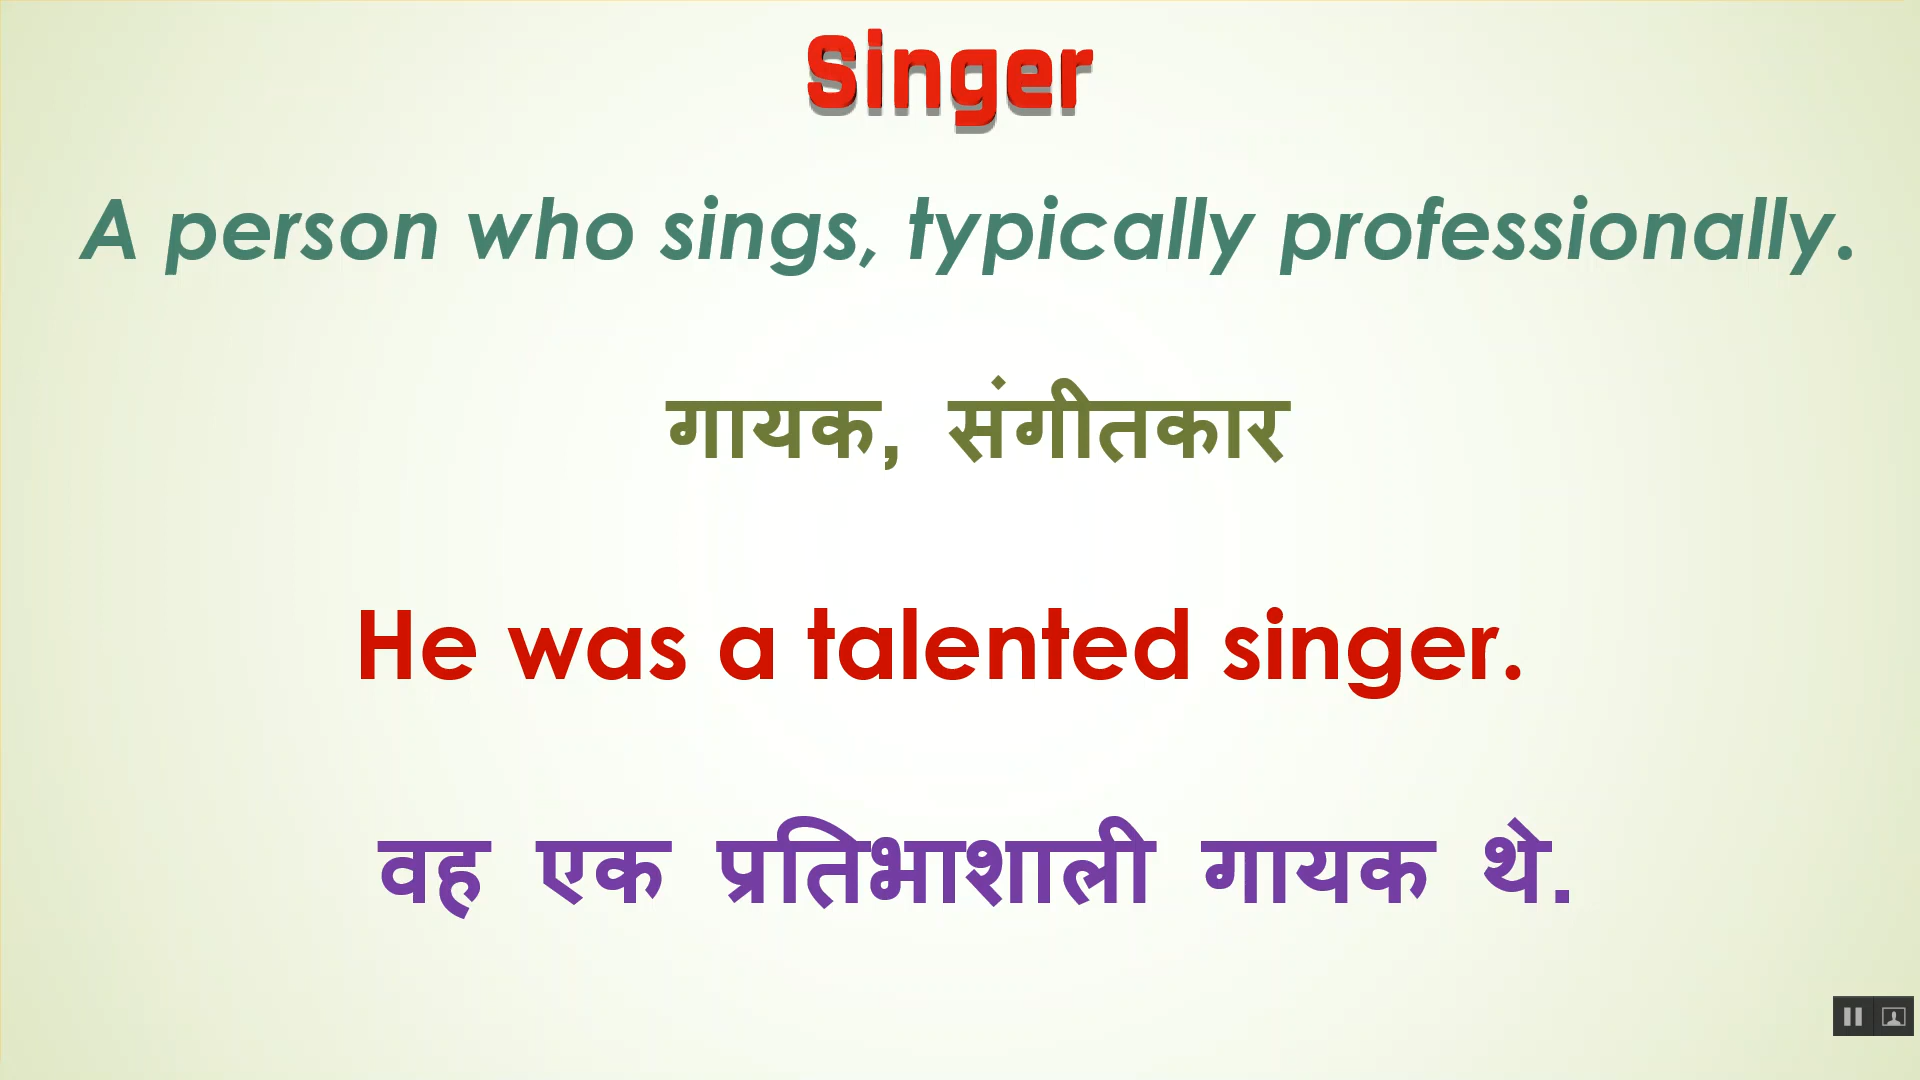 Singer
A person who sings, typically professionally.
गायक, संगीतकार
He was a talented singer.
वह एक प्रतिभाशाली गायक थे.